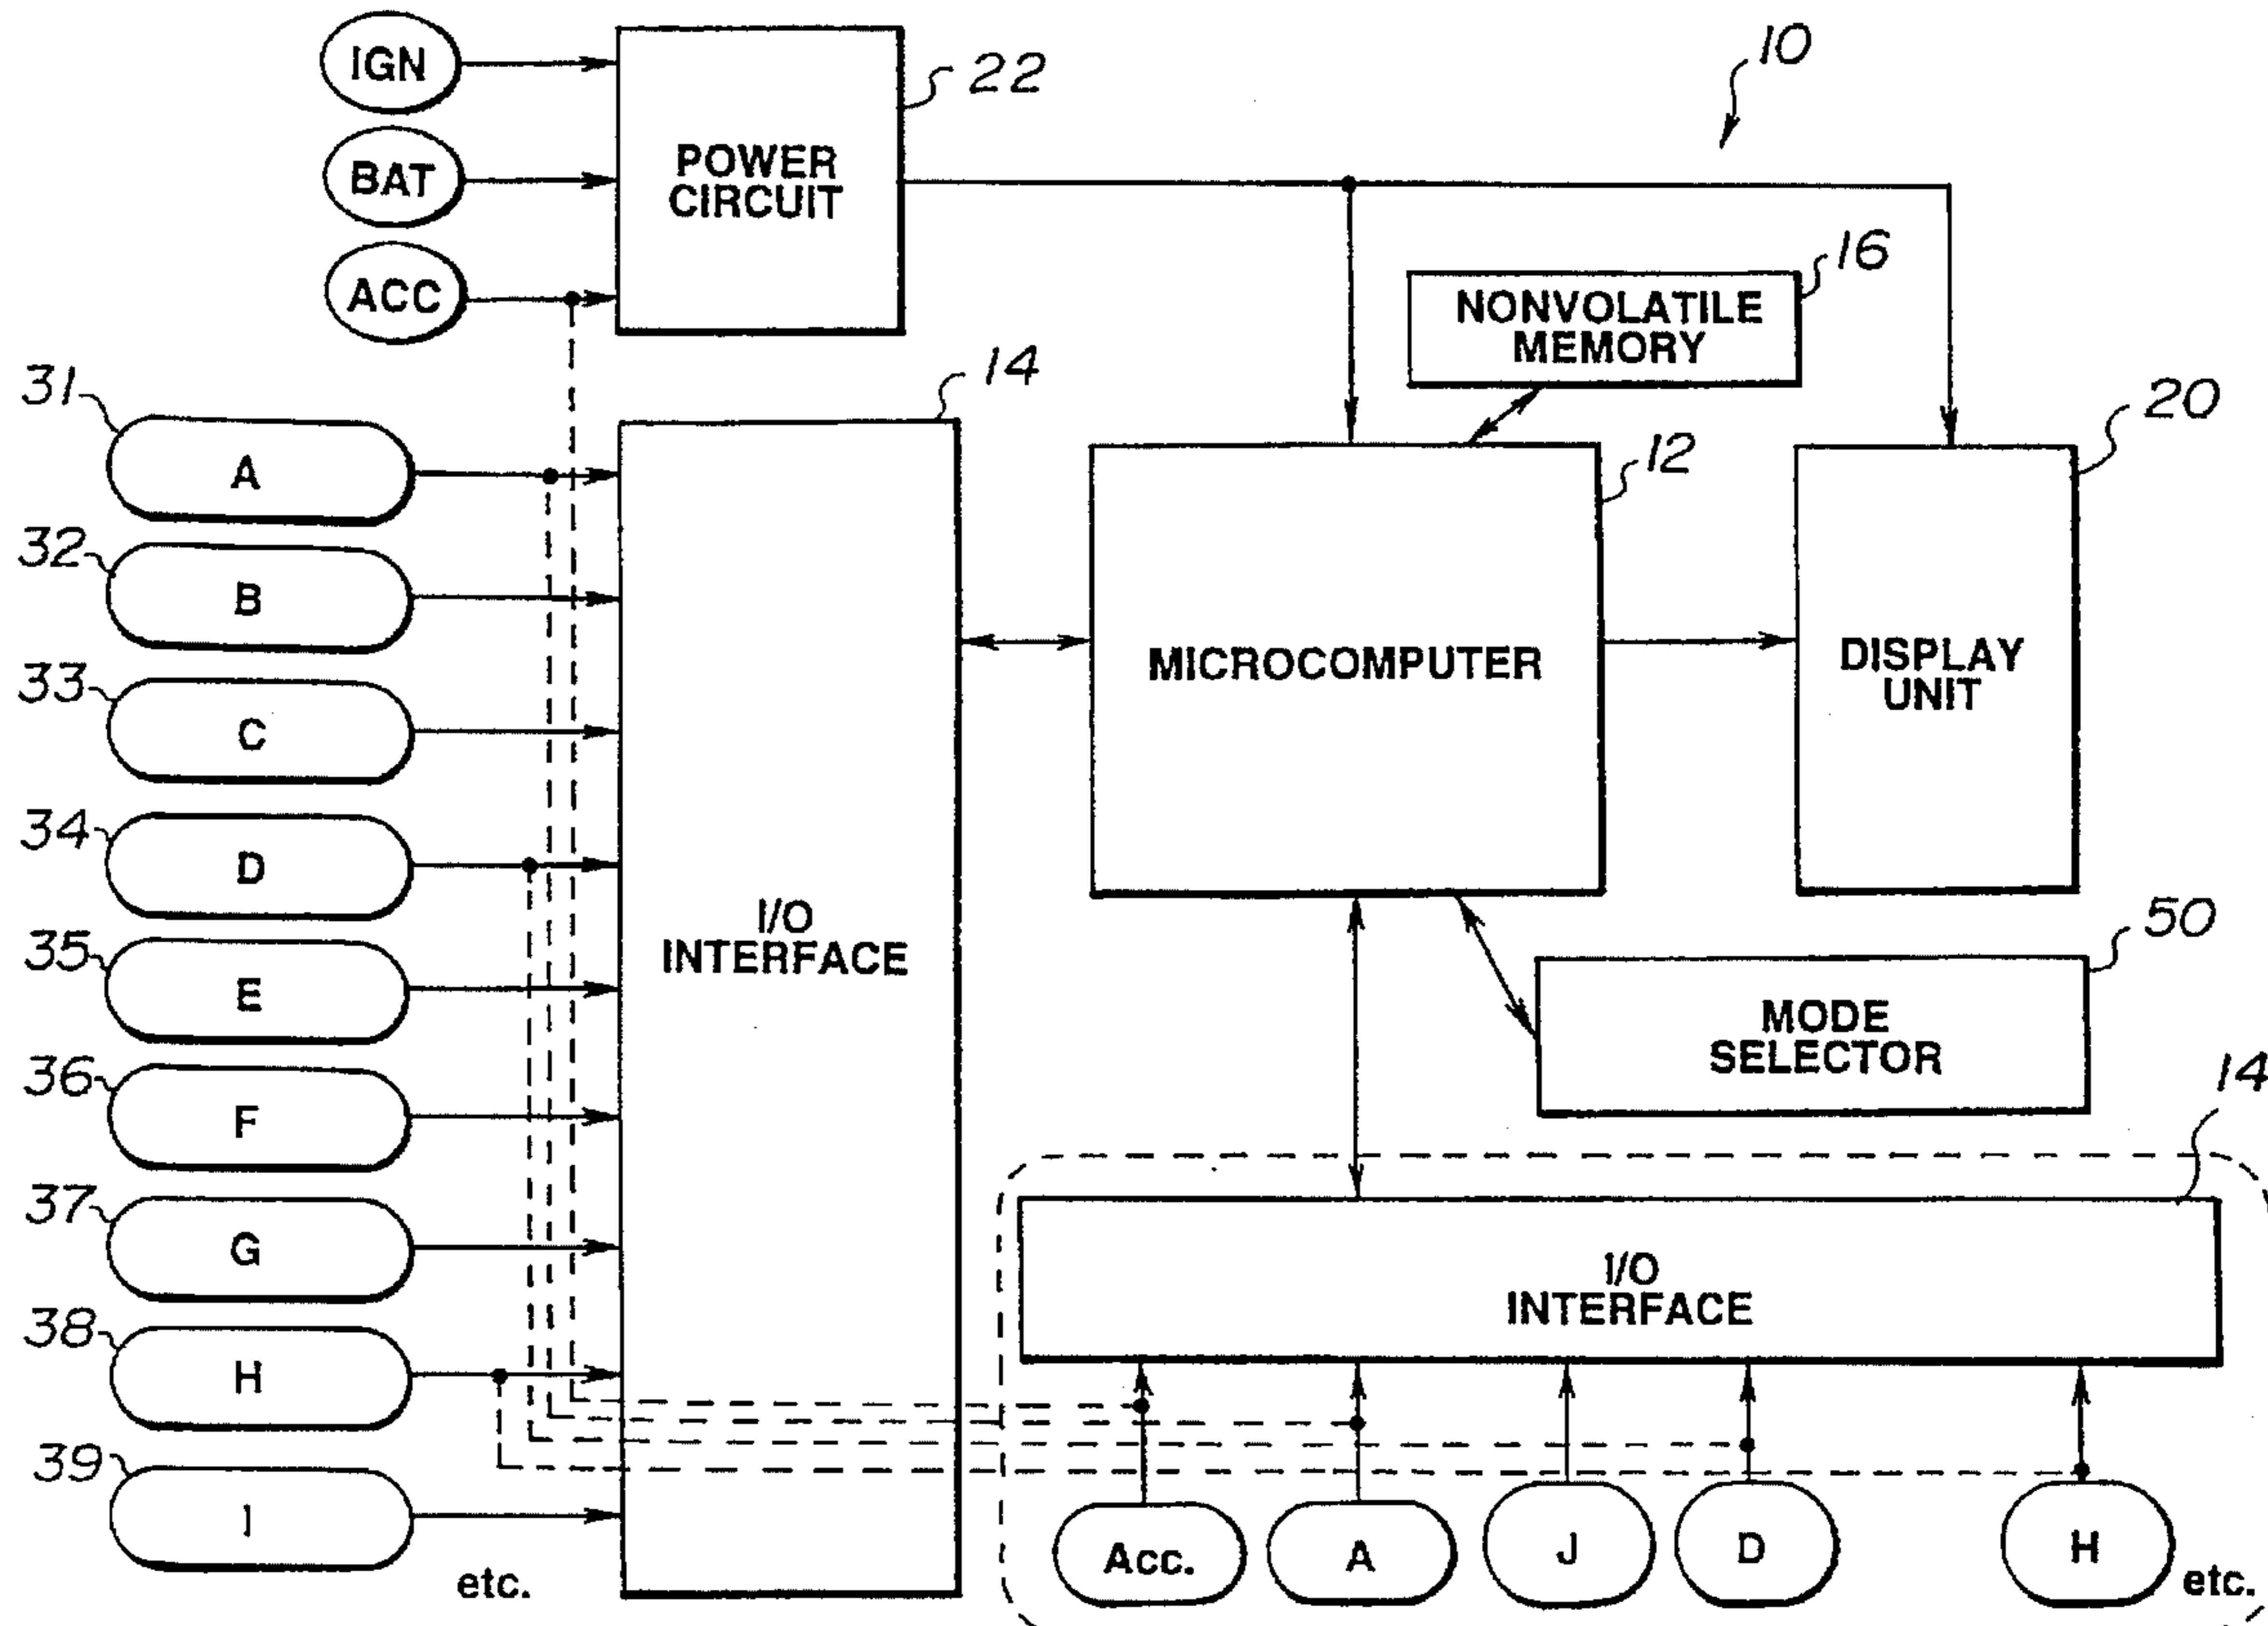 IGN
BAT
ACC
POWER
CIRCUIT
22
10
NONVOLATILE
MEMORY
16
31
A
32
B
33
C
34
D
35
E
36
F
37
G
38
H
39
I
etc.
14
I/O
INTERFACE
12
MICROCOMPUTER
20
DISPLAY
UNIT
50
MODE
SELECTOR
14
I/O
INTERFACE
Acc.
A
J
D
H
etc.